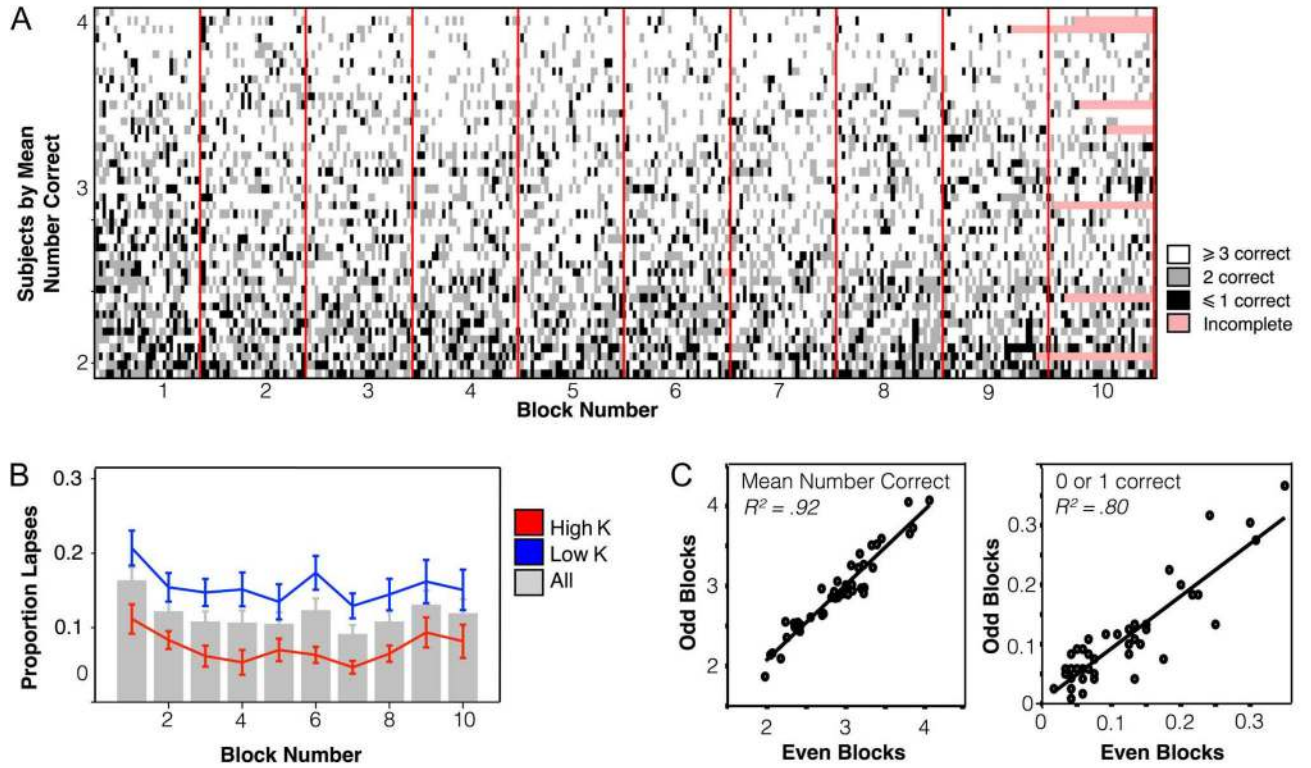 A
4
3
2
Subjects by Mean
Number Correct
1 2 3 4 5 6 7 8 9 10
Block Number
≥ 3 correct
2 correct
≤ 1 correct
Incomplete
B
0.3
0.2
0.1
0
Proportion Lapses
2 4 6 8 10
Block Number
High K
Low K
All
C
Mean Number Correct
R² = .92
4
3
2
Odd Blocks
2 3 4
Even Blocks
0 or 1 correct
R² = .80
0.3
0.2
0.1
0
Odd Blocks
0 0.1 0.2 0.3
Even Blocks